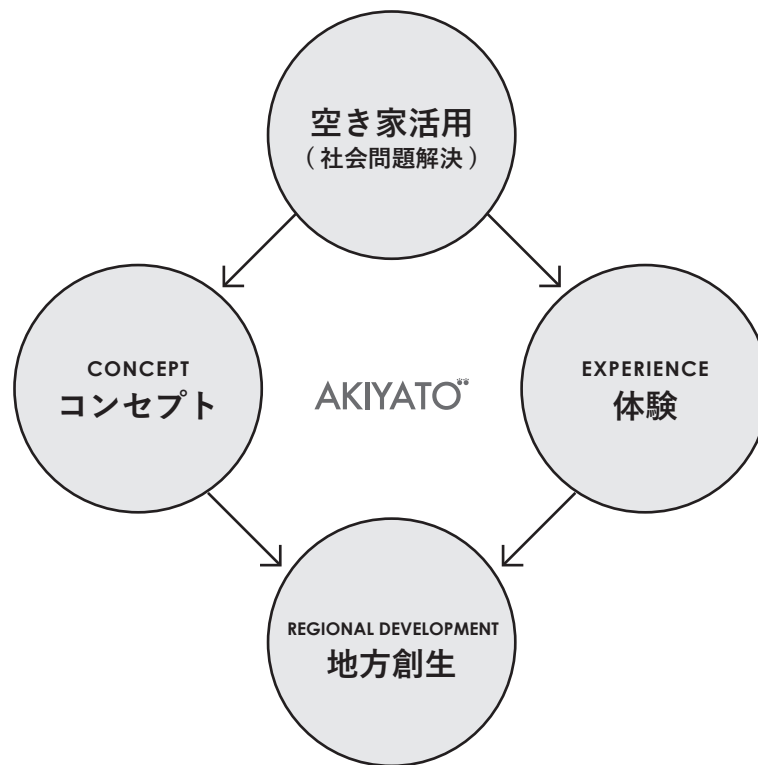 空き家活用
（社会問題解決）
CONCEPT
コンセプト
AKIYATO
EXPERIENCE
体験
REGIONAL DEVELOPMENT
地方創生